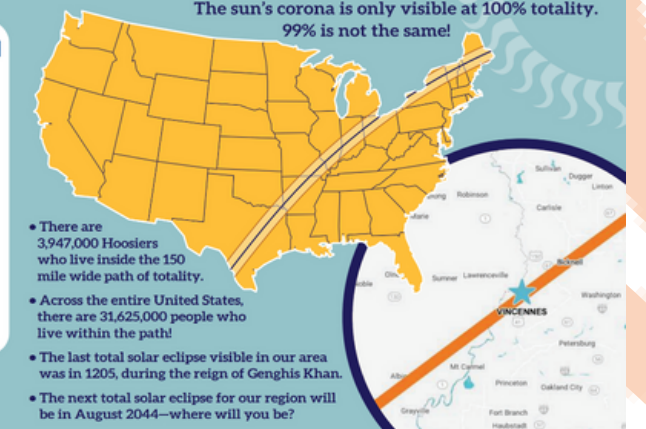 The sun's corona is only visible at 100% totality.
99% is not the same!
• There are
3,947,000 Hoosiers
who live inside the 150
mile wide path of totality.
• Across the entire United States,
there are 31,625,000 people who
live within the path!
• The last total solar eclipse visible in our area
was in 1205, during the reign of Genghis Khan.
• The next total solar eclipse for our region will
be in August 2044—where will you be?
Sullivan
Dugger
Linton
Robinson
Carlisle
Marie
Bicknell
Sumner
Lawrenceville
Washington
VINCENNES
Petersburg
Mt Carmel
Princeton
Oakland City
Grayville
Fort Branch
Haubstadt